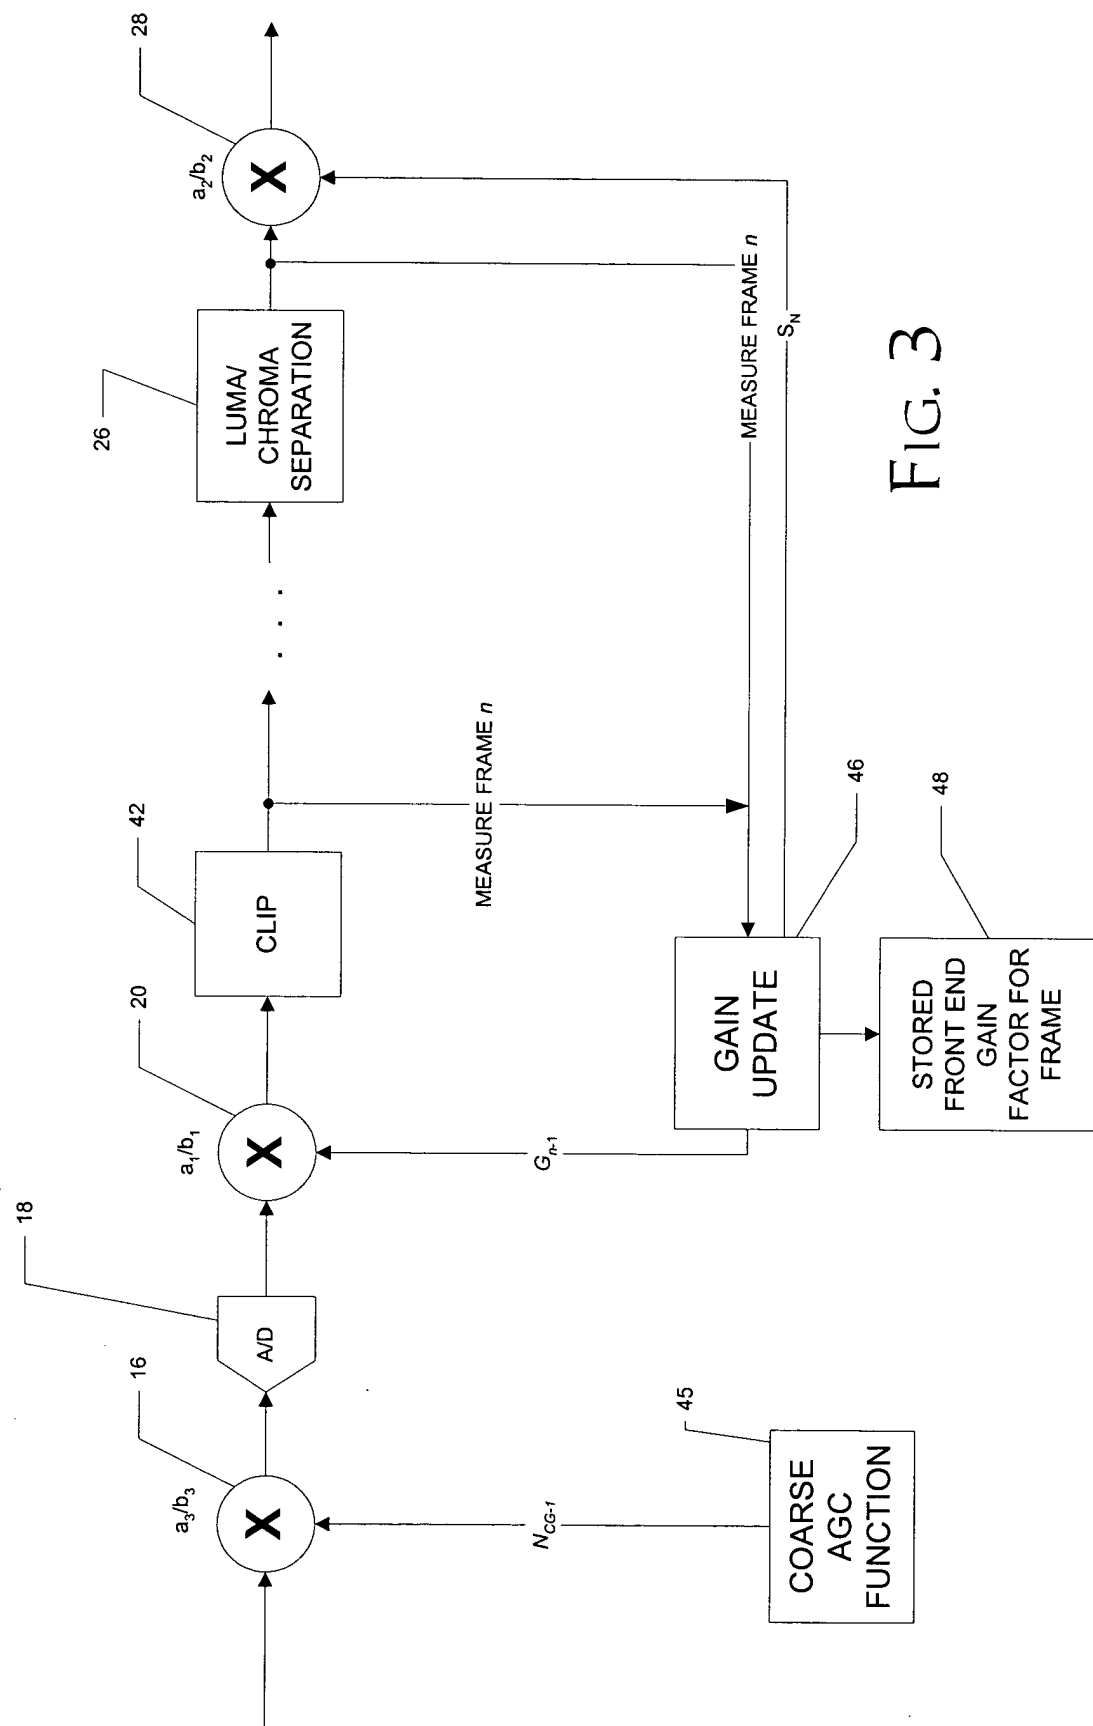 16
a3/b3
X
18
A/D
20
a1/b1
X
42
CLIP
. . .
26
LUMA/
CHROMA
SEPARATION
28
a2/b2
X
NCG-1
Gn-1
MEASURE FRAME n
MEASURE FRAME n
SN
45
COARSE
AGC
FUNCTION
46
GAIN
UPDATE
48
STORED
FRONT END
GAIN
FACTOR FOR
FRAME
FIG. 3